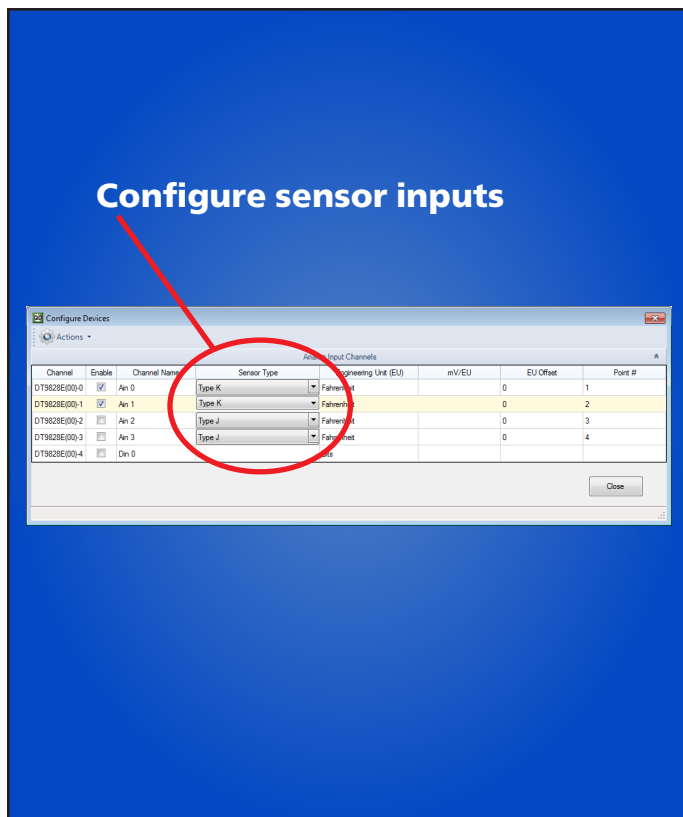 Configure sensor inputs
Configure Devices
Actions
Analog Input Channels
Channel Enable Channel Name Sensor Type Engineering Unit (EU) mV/EU EU Offset Point #
DT9828E(00)-0 Ain 0 Type K Fahrenheit 0 1
DT9828E(00)-1 Ain 1 Type K Fahrenheit 0 2
DT9828E(00)-2 Ain 2 Type J Fahrenheit 0 3
DT9828E(00)-3 Ain 3 Type J Fahrenheit 0 4
DT9828E(00)-4 Din 0 Bits
Close